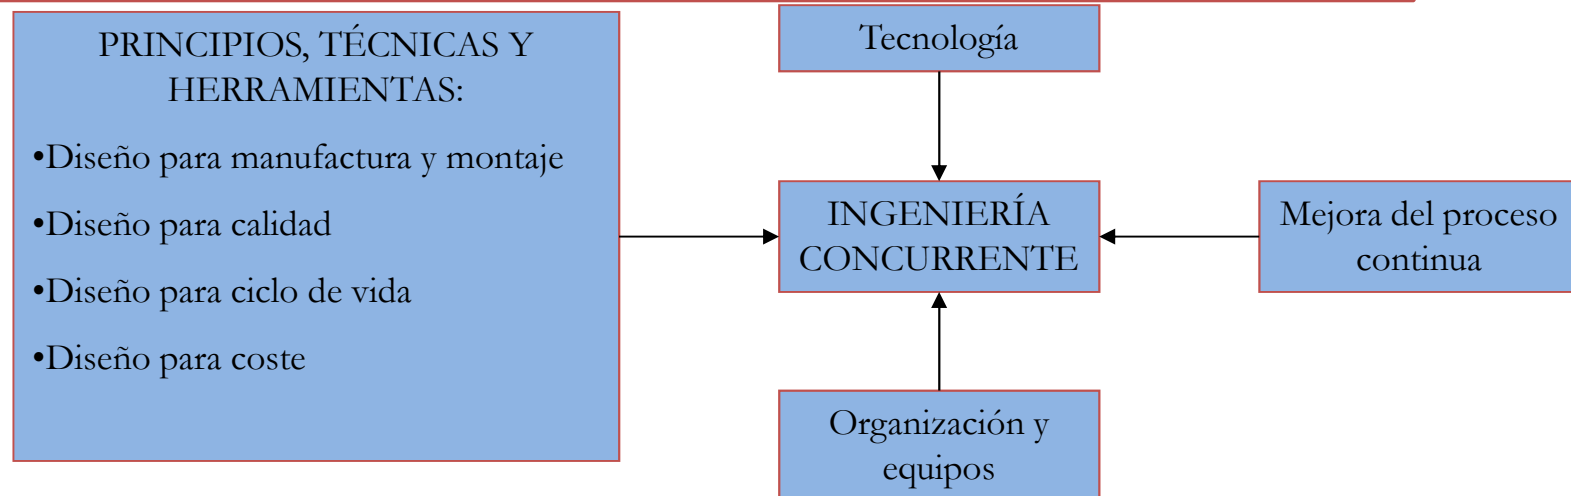 PRINCIPIOS, TÉCNICAS Y
HERRAMIENTAS:
•Diseño para manufactura y montaje
•Diseño para calidad
•Diseño para ciclo de vida
•Diseño para coste
Tecnología
INGENIERÍA
CONCURRENTE
Mejora del proceso
continua
Organización y
equipos